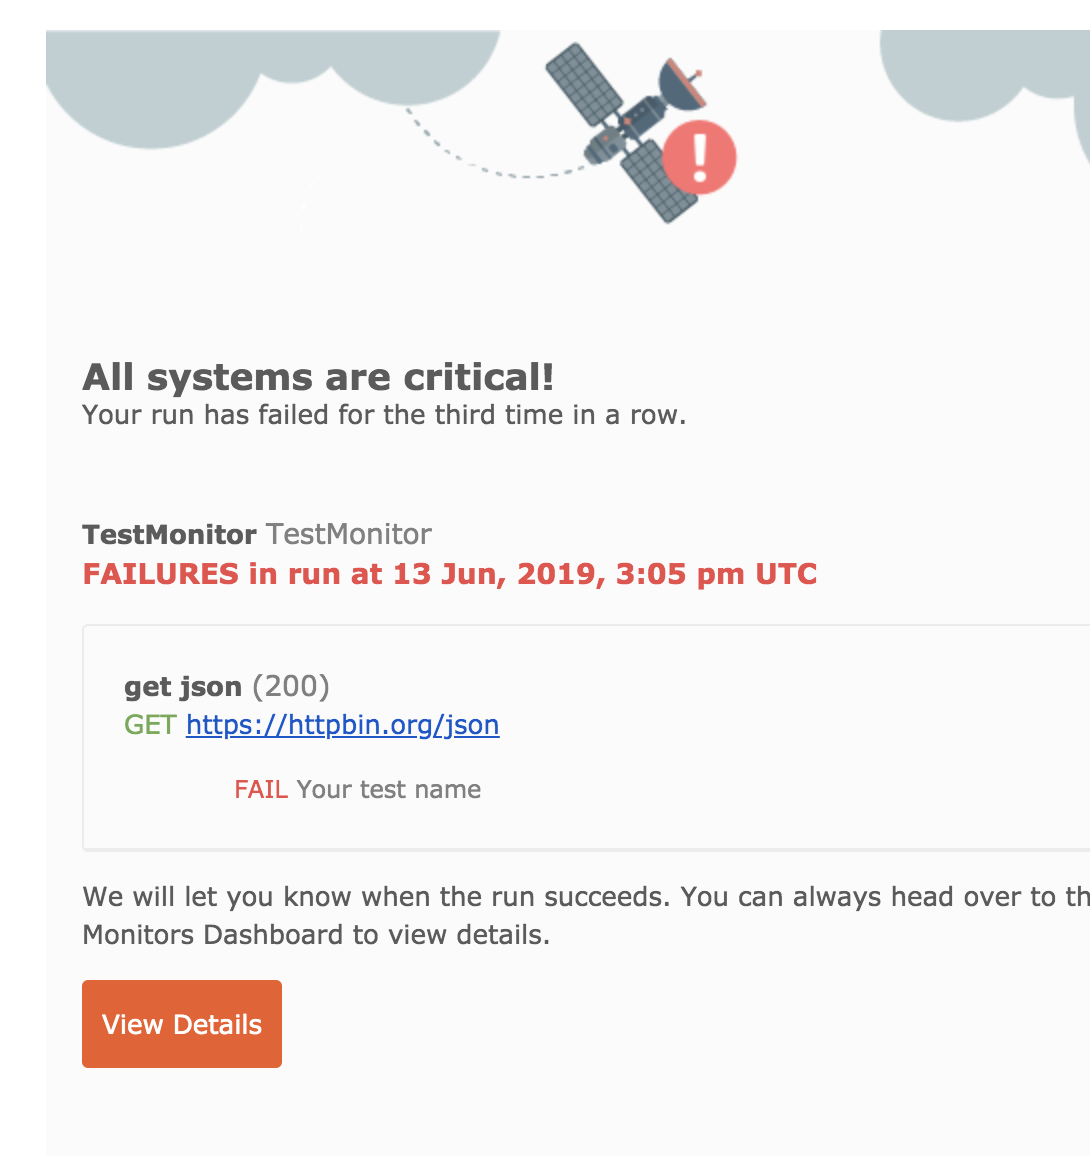 All systems are critical!
Your run has failed for the third time in a row.
TestMonitor TestMonitor
FAILURES in run at 13 Jun, 2019, 3:05 pm UTC
get json (200)
GET https://httpbin.org/json
FAIL Your test name
We will let you know when the run succeeds. You can always head over to th
Monitors Dashboard to view details.
View Details